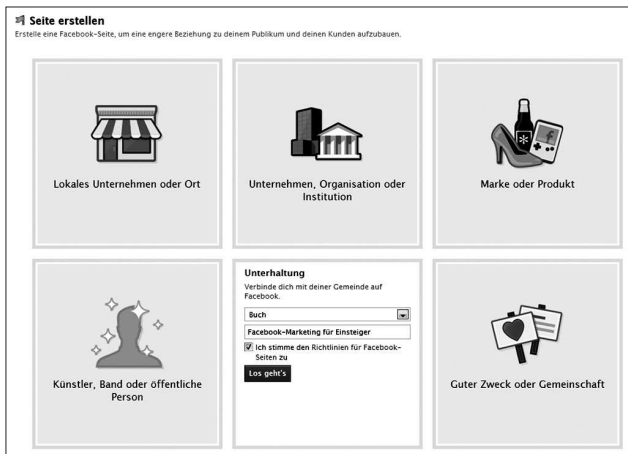 Seite erstellen
Erstelle eine Facebook-Seite, um eine engere Beziehung zu deinem Publikum und deinen Kunden aufzubauen.
Lokales Unternehmen oder Ort
Unternehmen, Organisation oder
Institution
Marke oder Produkt
Künstler, Band oder öffentliche
Person
Unterhaltung
Verbinde dich mit deiner Gemeinde auf
Facebook.
Buch
Facebook-Marketing für Einsteiger
Ich stimme den Richtlinien für Facebook-
Seiten zu
Los geht's
Guter Zweck oder Gemeinschaft